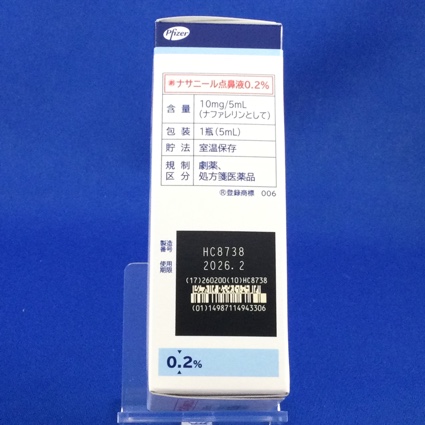 Pfizer
※ナサニール点鼻液0.2%
含量 10mg/5mL
(ナファレリンとして)
包装 1瓶(5mL)
貯法 室温保存
規制区分 劇薬、
処方箋医薬品
®登録商標 006
製造番号 HC8738
使用期限 2026.2
(17)260200(10)HC8738
(01)14987114943306
0.2%